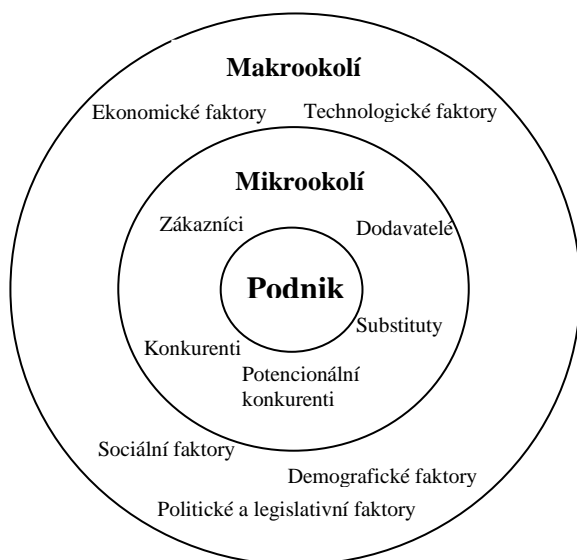 Makrookolí
Ekonomické faktory
Technologické faktory
Mikrookolí
Zákazníci
Dodavatelé
Podnik
Substituty
Konkurenti
Potencionální
konkurenti
Sociální faktory
Demografické faktory
Politické a legislativní faktory